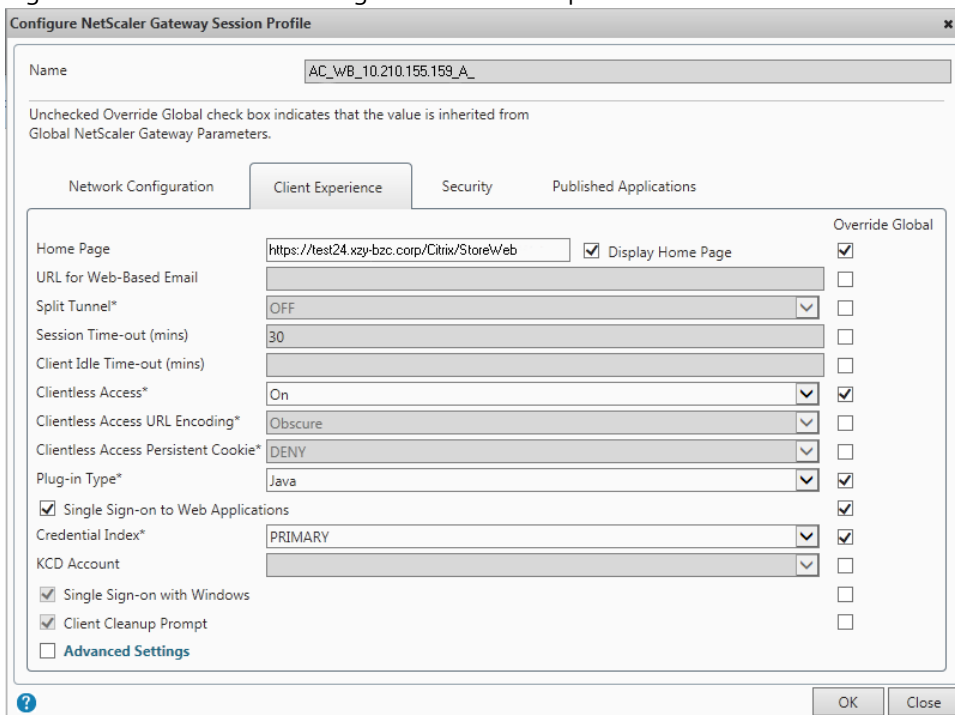 Configure NetScaler Gateway Session Profile
Name AC_WB_10.210.155.159_A_
Unchecked Override Global check box indicates that the value is inherited from
Global NetScaler Gateway Parameters.
Network Configuration Client Experience Security Published Applications
Override Global
Home Page https://test24.xzy-bzc.corp/Citrix/StoreWeb Display Home Page
URL for Web-Based Email
Split Tunnel* OFF
Session Time-out (mins) 30
Client Idle Time-out (mins)
Clientless Access* On
Clientless Access URL Encoding* Obscure
Clientless Access Persistent Cookie* DENY
Plug-in Type* Java
Single Sign-on to Web Applications
Credential Index* PRIMARY
KCD Account
Single Sign-on with Windows
Client Cleanup Prompt
Advanced Settings
OK Close